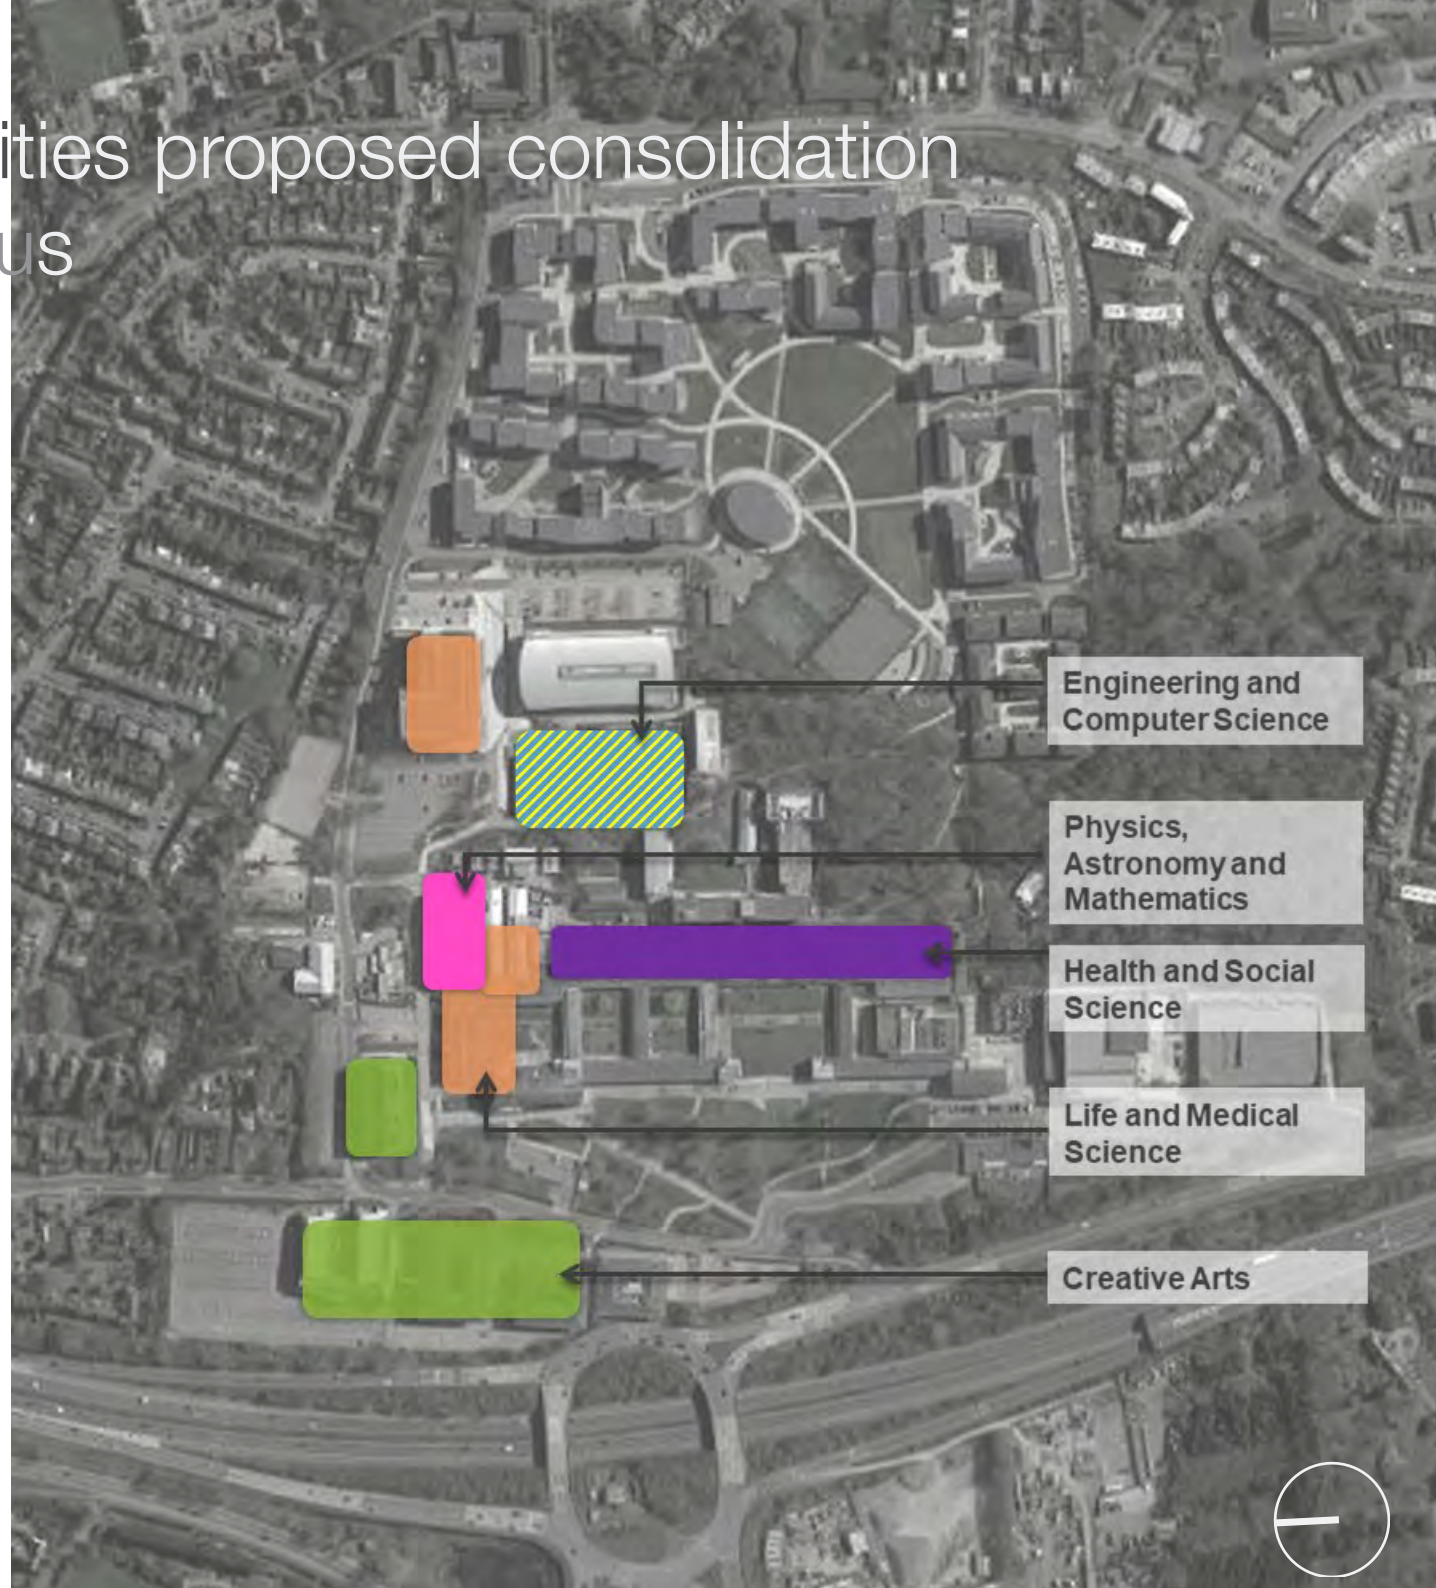 ities proposed consolidation
us
Engineering and
Computer Science
Physics,
Astronomy and
Mathematics
Health and Social
Science
Life and Medical
Science
Creative Arts